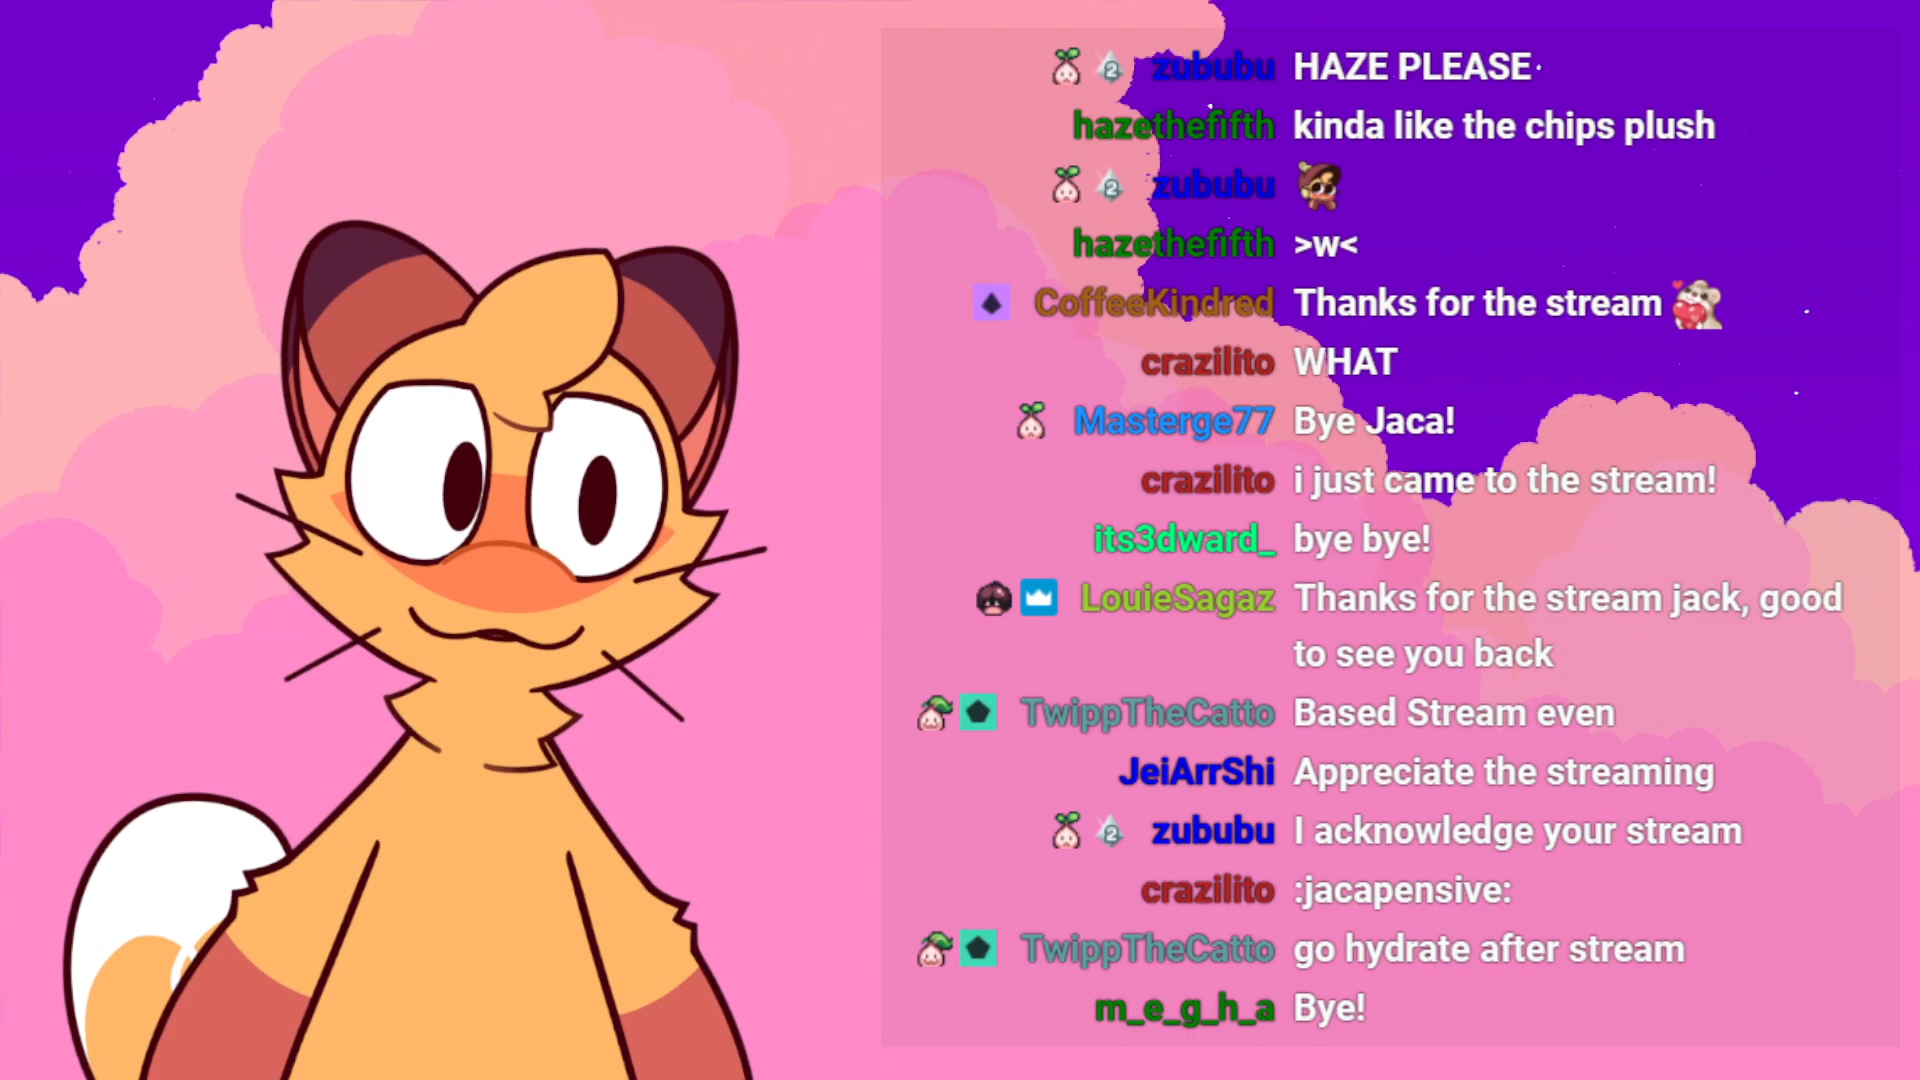 zububu HAZE PLEASE
hazethefifth kinda like the chips plush
zububu
hazethefifth >w<
CoffeeKindred Thanks for the stream
crazilito WHAT
Masterge77 Bye Jaca!
crazilito i just came to the stream!
its3dward_ bye bye!
LouieSagaz Thanks for the stream jack, good
to see you back
TwippTheCatto Based Stream even
JeiArrShi Appreciate the streaming
zububu I acknowledge your stream
crazilito :jacapensive:
TwippTheCatto go hydrate after stream
m_e_g_h_a Bye!